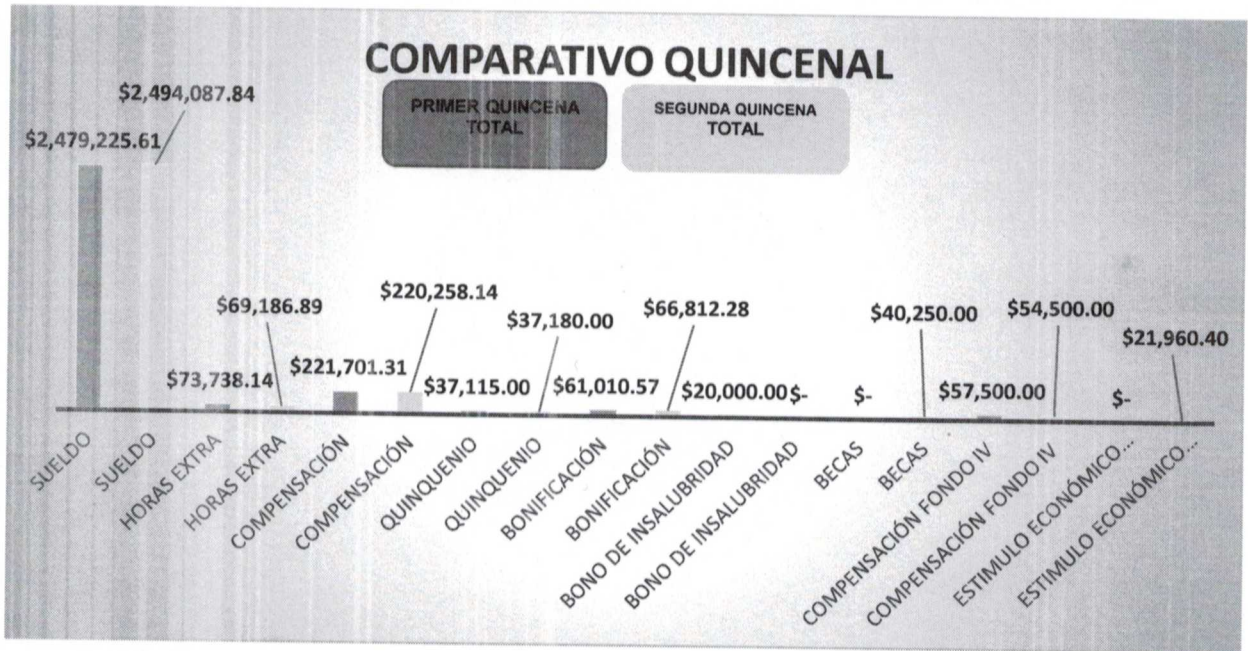 COMPARATIVO QUINCENAL
PRIMER QUINCENA
TOTAL
SEGUNDA QUINCENA
TOTAL
$2,479,225.61
$2,494,087.84
$73,738.14
$69,186.89
$221,701.31
$220,258.14
$37,115.00
$37,180.00
$61,010.57
$66,812.28
$20,000.00
$-
$-
$40,250.00
$57,500.00
$54,500.00
$-
$21,960.40
SUELDO
SUELDO
HORAS EXTRA
HORAS EXTRA
COMPENSACIÓN
COMPENSACIÓN
QUINQUENIO
QUINQUENIO
BONIFICACIÓN
BONIFICACIÓN
BONO DE INSALUBRIDAD
BONO DE INSALUBRIDAD
BECAS
BECAS
COMPENSACIÓN FONDO IV
COMPENSACIÓN FONDO IV
ESTIMULO ECONÓMICO...
ESTIMULO ECONÓMICO...